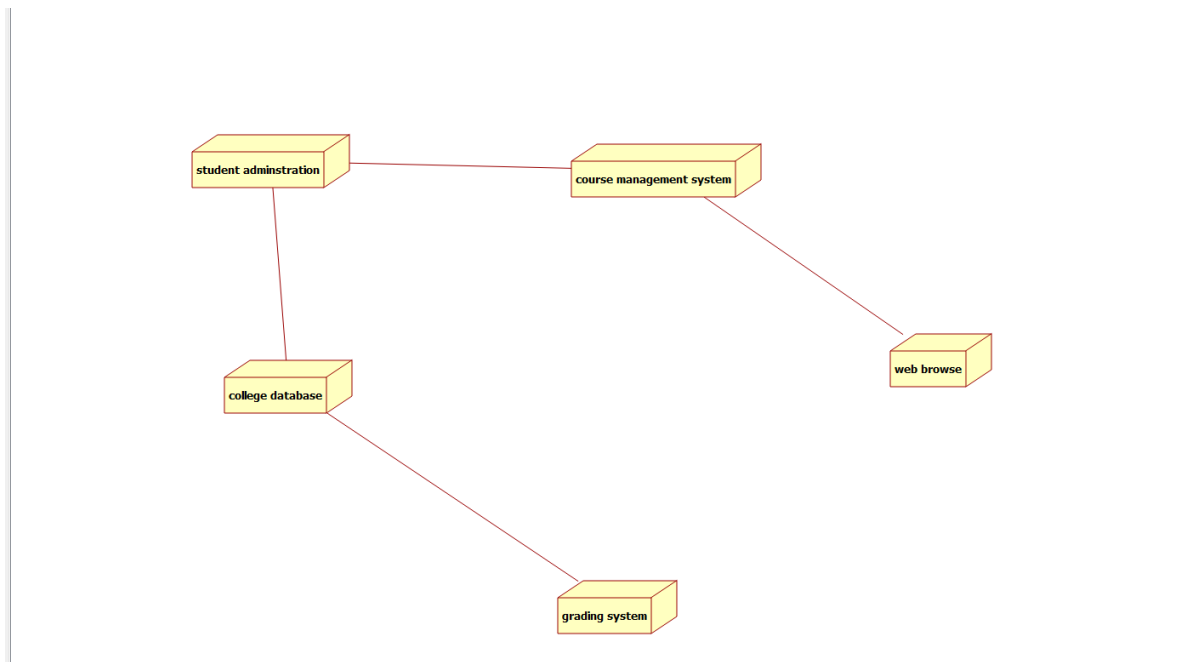 student adminstration
course management system
web browse
college database
grading system